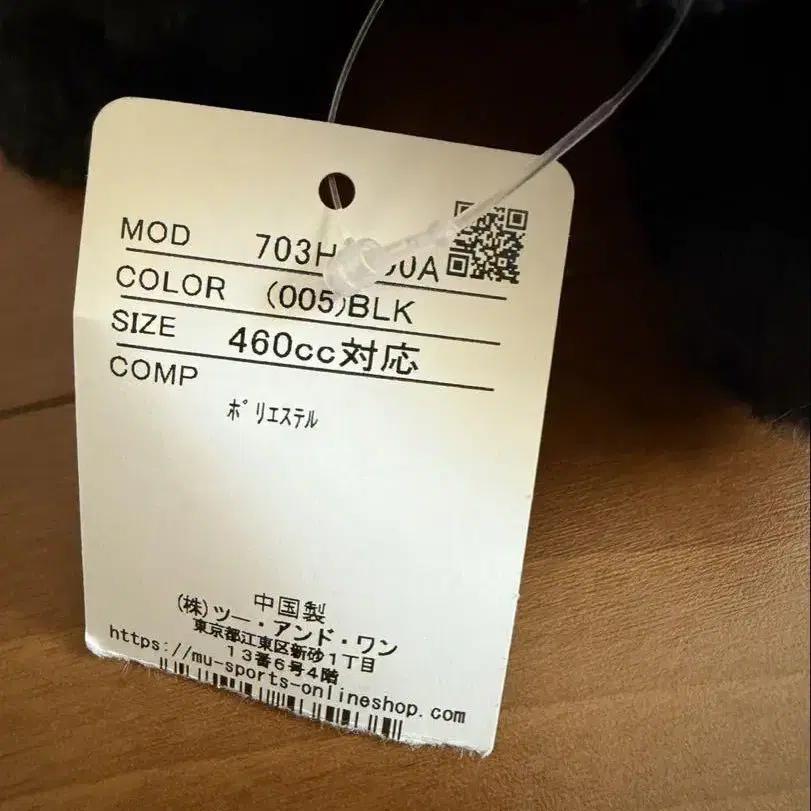 MOD
COLOR (005)BLK
SIZE 460cc対応
COMP
ﾎﾟﾘｴｽﾃﾙ
中国製
(株)ツー・アンド・ワン
東京都江東区新砂1丁目
13番6号4階
https://mu-sports-onlineshop.com